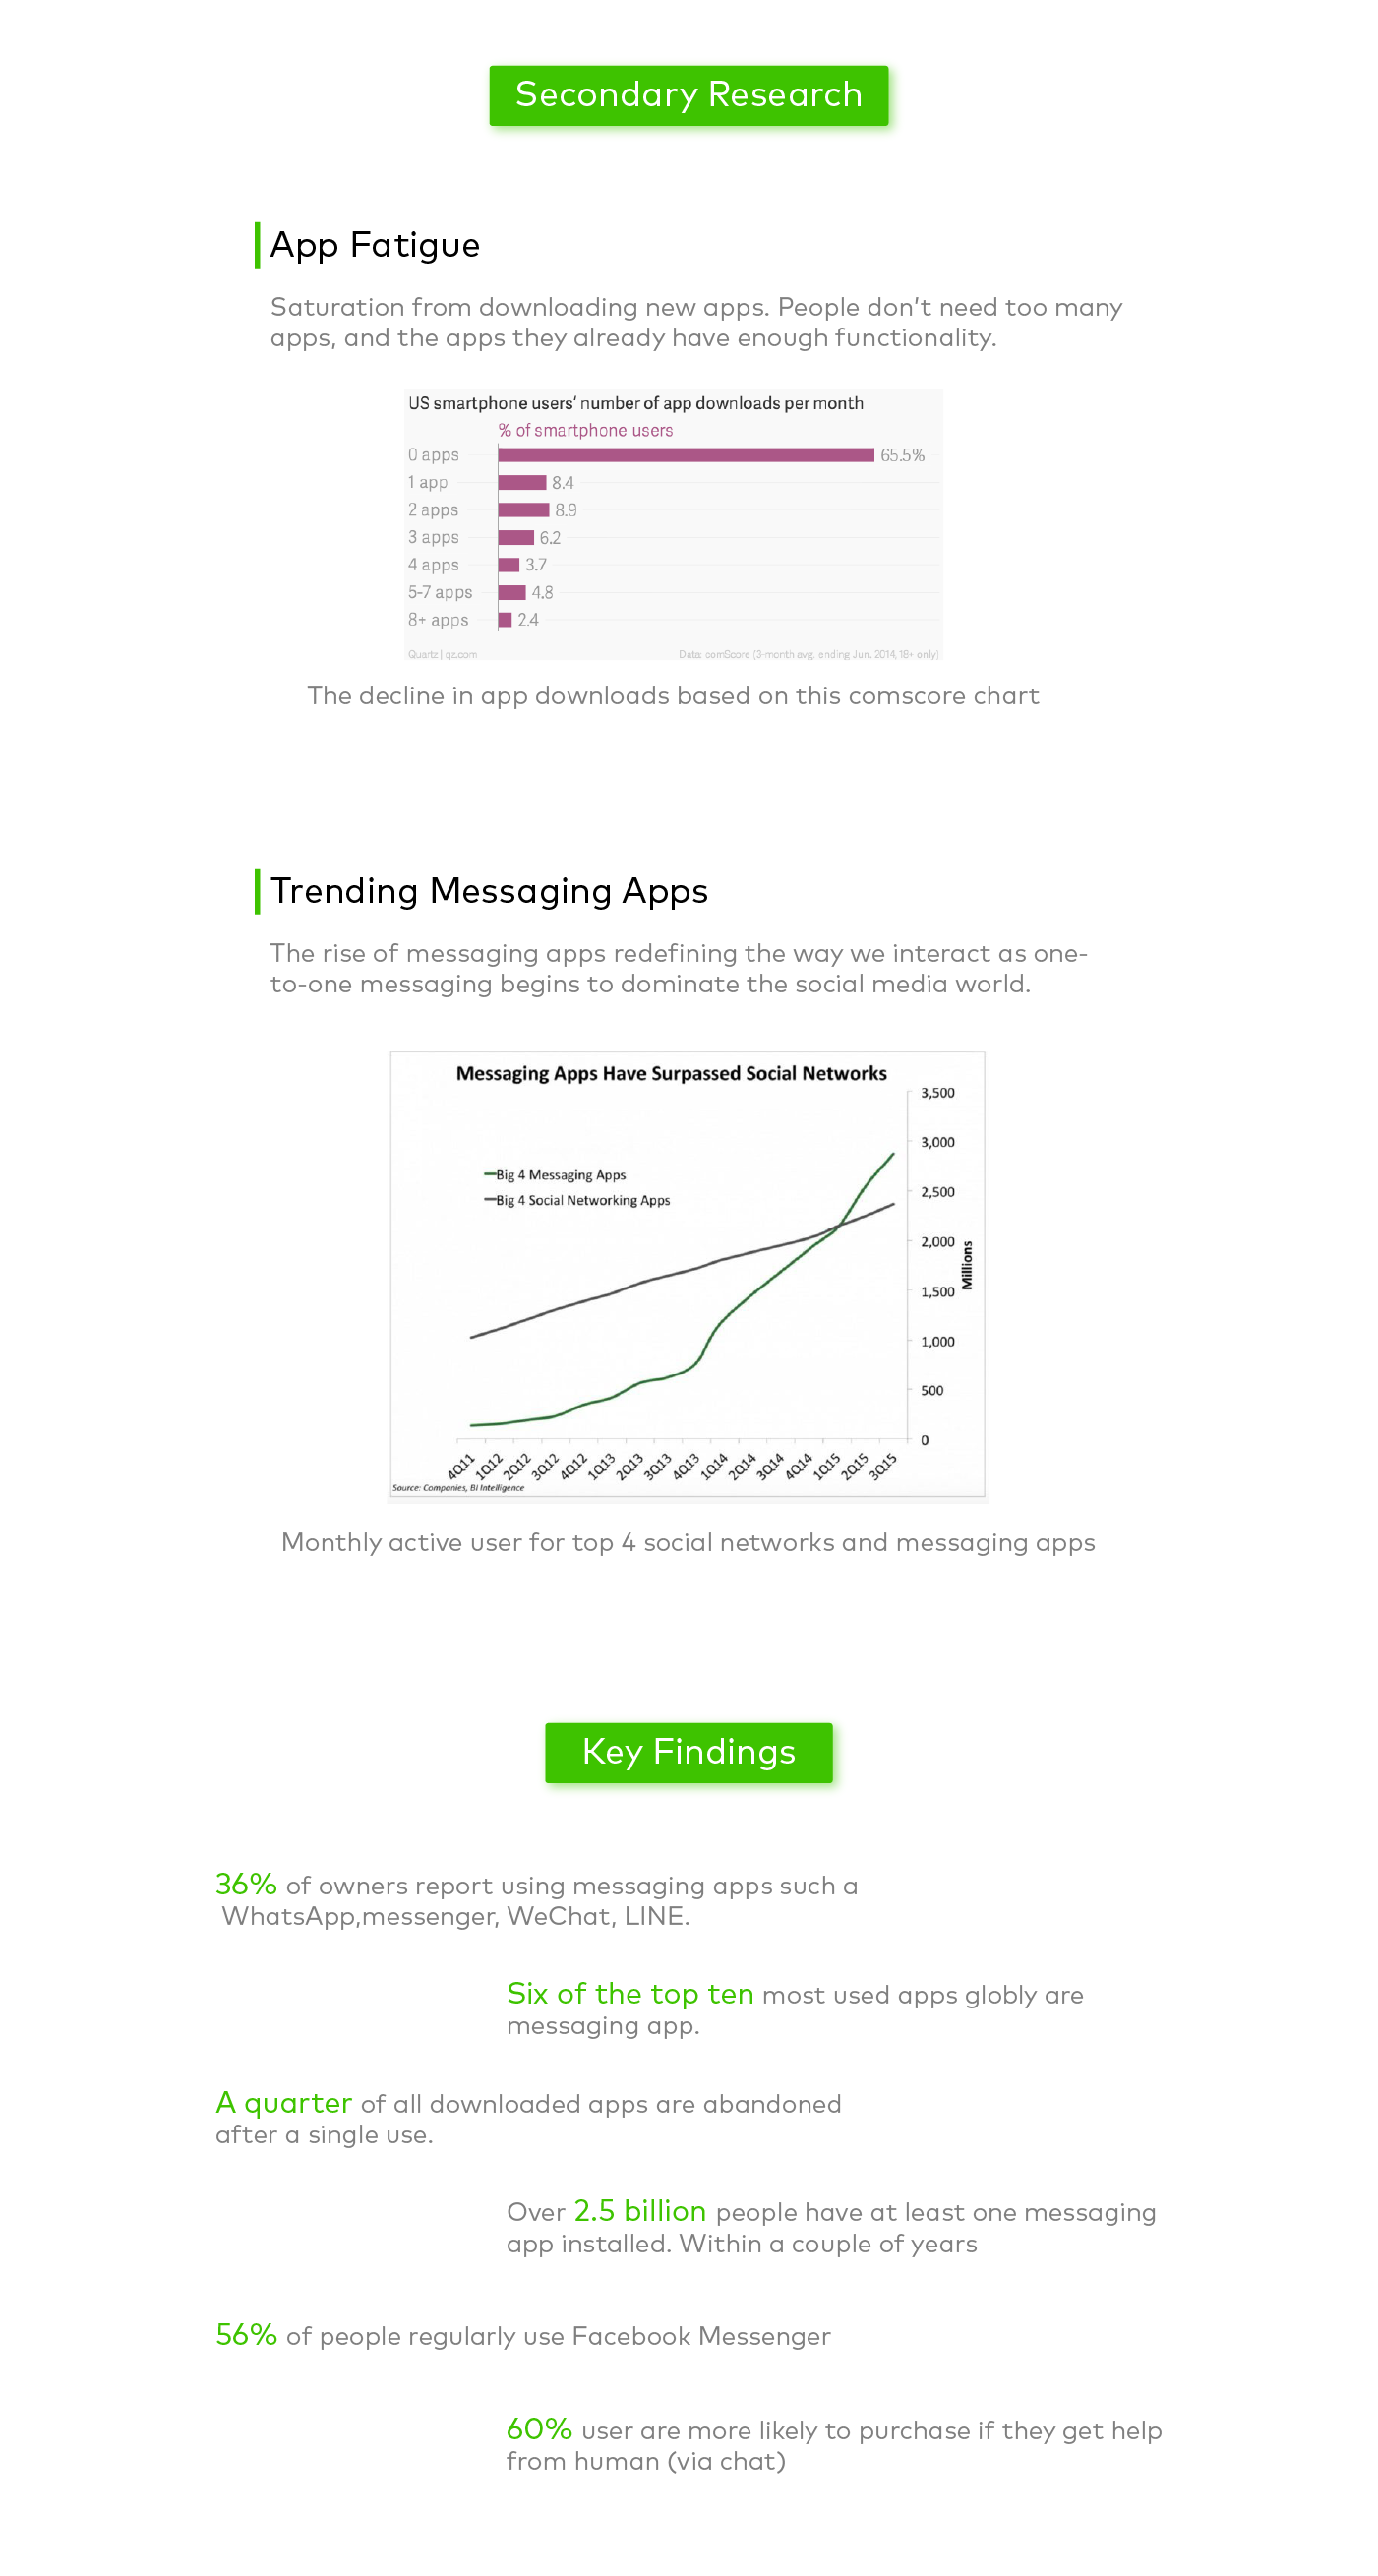 Secondary Research
App Fatigue
Saturation from downloading new apps. People don't need too many
apps, and the apps they already have enough functionality.
US smartphone users' number of app downloads per month
% of smartphone users
0 apps 65.5%
1 app 8.4
2 apps 8.9
3 apps 6.2
4 apps 3.7
5-7 apps 4.8
8+ apps 2.4
Quartz | qz.com Data: comScore (3-month avg. ending Jun. 2014, 18+ only)
The decline in app downloads based on this comscore chart
Trending Messaging Apps
The rise of messaging apps redefining the way we interact as one-
to-one messaging begins to dominate the social media world.
Messaging Apps Have Surpassed Social Networks
3,500
3,000
Big 4 Messaging Apps
2,500
Big 4 Social Networking Apps
2,000
Millions
1,500
1,000
500
0
4Q11 1Q12 2Q12 3Q12 4Q12 1Q13 2Q13 3Q13 4Q13 1Q14 2Q14 3Q14 4Q14 1Q15 2Q15 3Q15
Source: Companies, BI Intelligence
Monthly active user for top 4 social networks and messaging apps
Key Findings
36% of owners report using messaging apps such a
WhatsApp,messenger, WeChat, LINE.
Six of the top ten most used apps globly are
messaging app.
A quarter of all downloaded apps are abandoned
after a single use.
Over 2.5 billion people have at least one messaging
app installed. Within a couple of years
56% of people regularly use Facebook Messenger
60% user are more likely to purchase if they get help
from human (via chat)